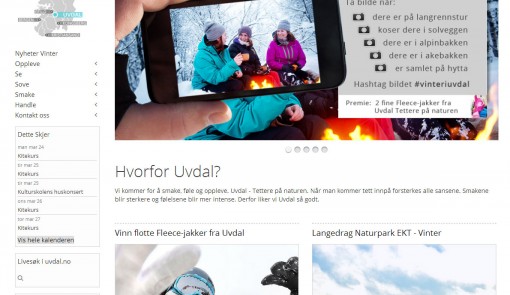 Ta bilde når:
dere er på langrennstur
koser dere i solveggen
dere er i alpinbakken
dere er i akebakken
er samlet på hytta
Hashtag bildet #vinteriuvdal
Premie: 2 fine Fleece-jakker fra
Uvdal Tettere på naturen
Nyheter Vinter
Oppleve
Se
Sove
Smake
Handle
Kontakt oss
Dette Skjer
man mar 24
Kitekurs
tir mar 25
Kitekurs
tir mar 25
Kulturskolens huskonsert
ons mar 26
Kitekurs
tor mar 27
Kitekurs
Vis hele kalenderen
Livesøk i uvdal.no
Hvorfor Uvdal?
Vi kommer for å smake, føle og oppleve. Uvdal - Tettere på naturen. Når man kommer tett innpå forsterkes alle sansene. Smakene
blir sterkere og følelsene blir mer intense. Derfor liker vi Uvdal så godt.
Vinn flotte Fleece-jakker fra Uvdal
Langedrag Naturpark EKT - Vinter